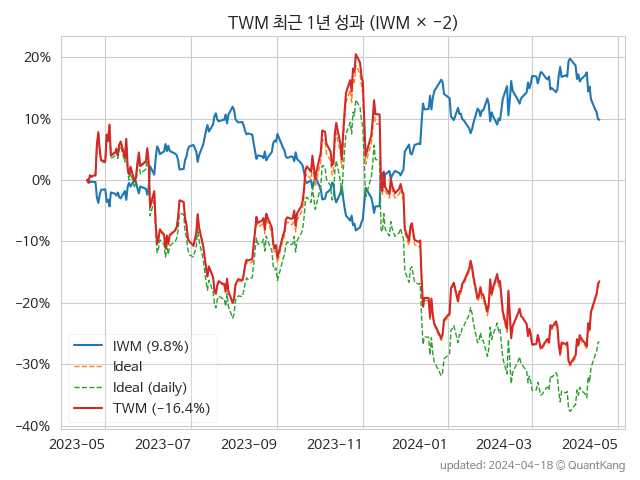 TWM 최근 1년 성과 (IWM × −2)
20%
10%
0%
−10%
−20%
−30%
−40%
IWM (9.8%)
Ideal
Ideal (daily)
TWM (−16.4%)
2023−05
2023−07
2023−09
2023−11
2024−01
2024−03
2024−05
updated: 2024-04-18 © QuantKang